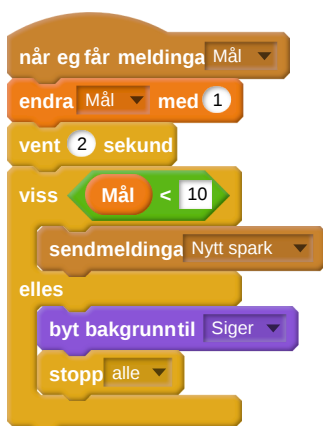 når eg får meldinga Mål
endra Mål med 1
vent 2 sekund
viss Mål < 10
sendmeldinga Nytt spark
elles
byt bakgrunntil Siger
stopp alle